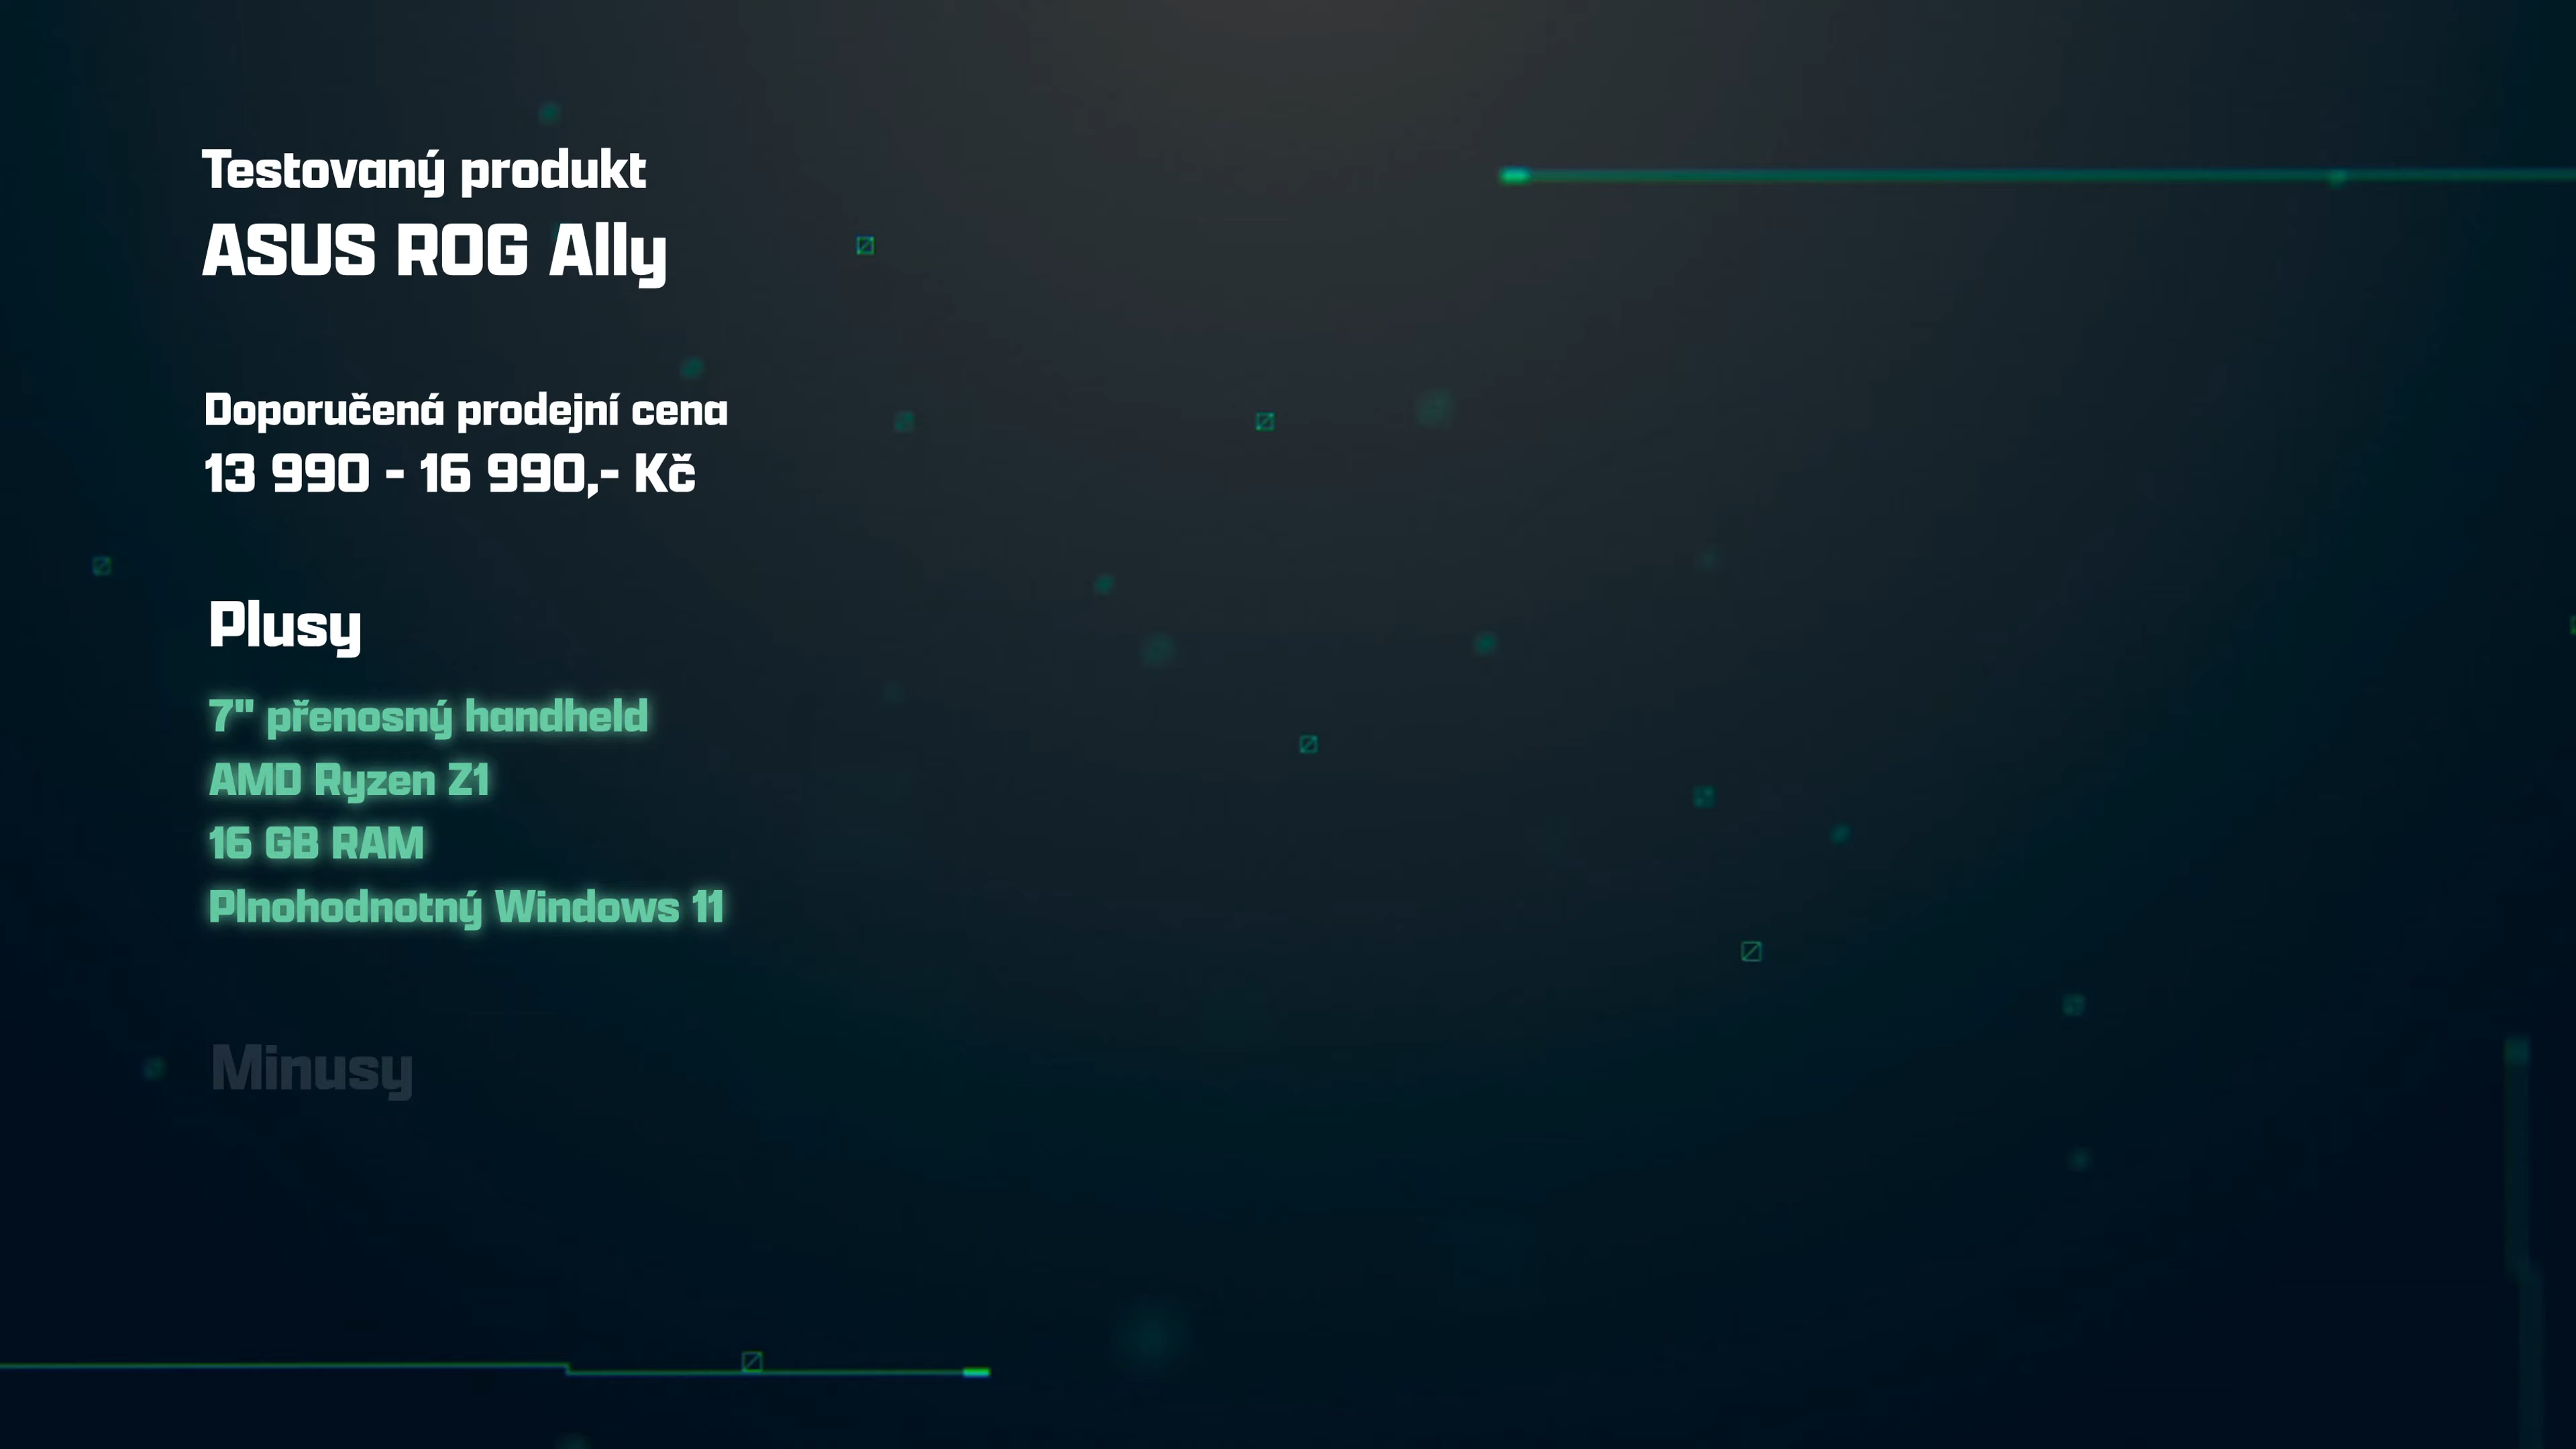 Testovaný produkt
ASUS ROG Ally
Doporučená prodejní cena
13 990 - 16 990,- Kč
Plusy
7" přenosný handheld
AMD Ryzen Z1
16 GB RAM
Plnohodnotný Windows 11
Minusy